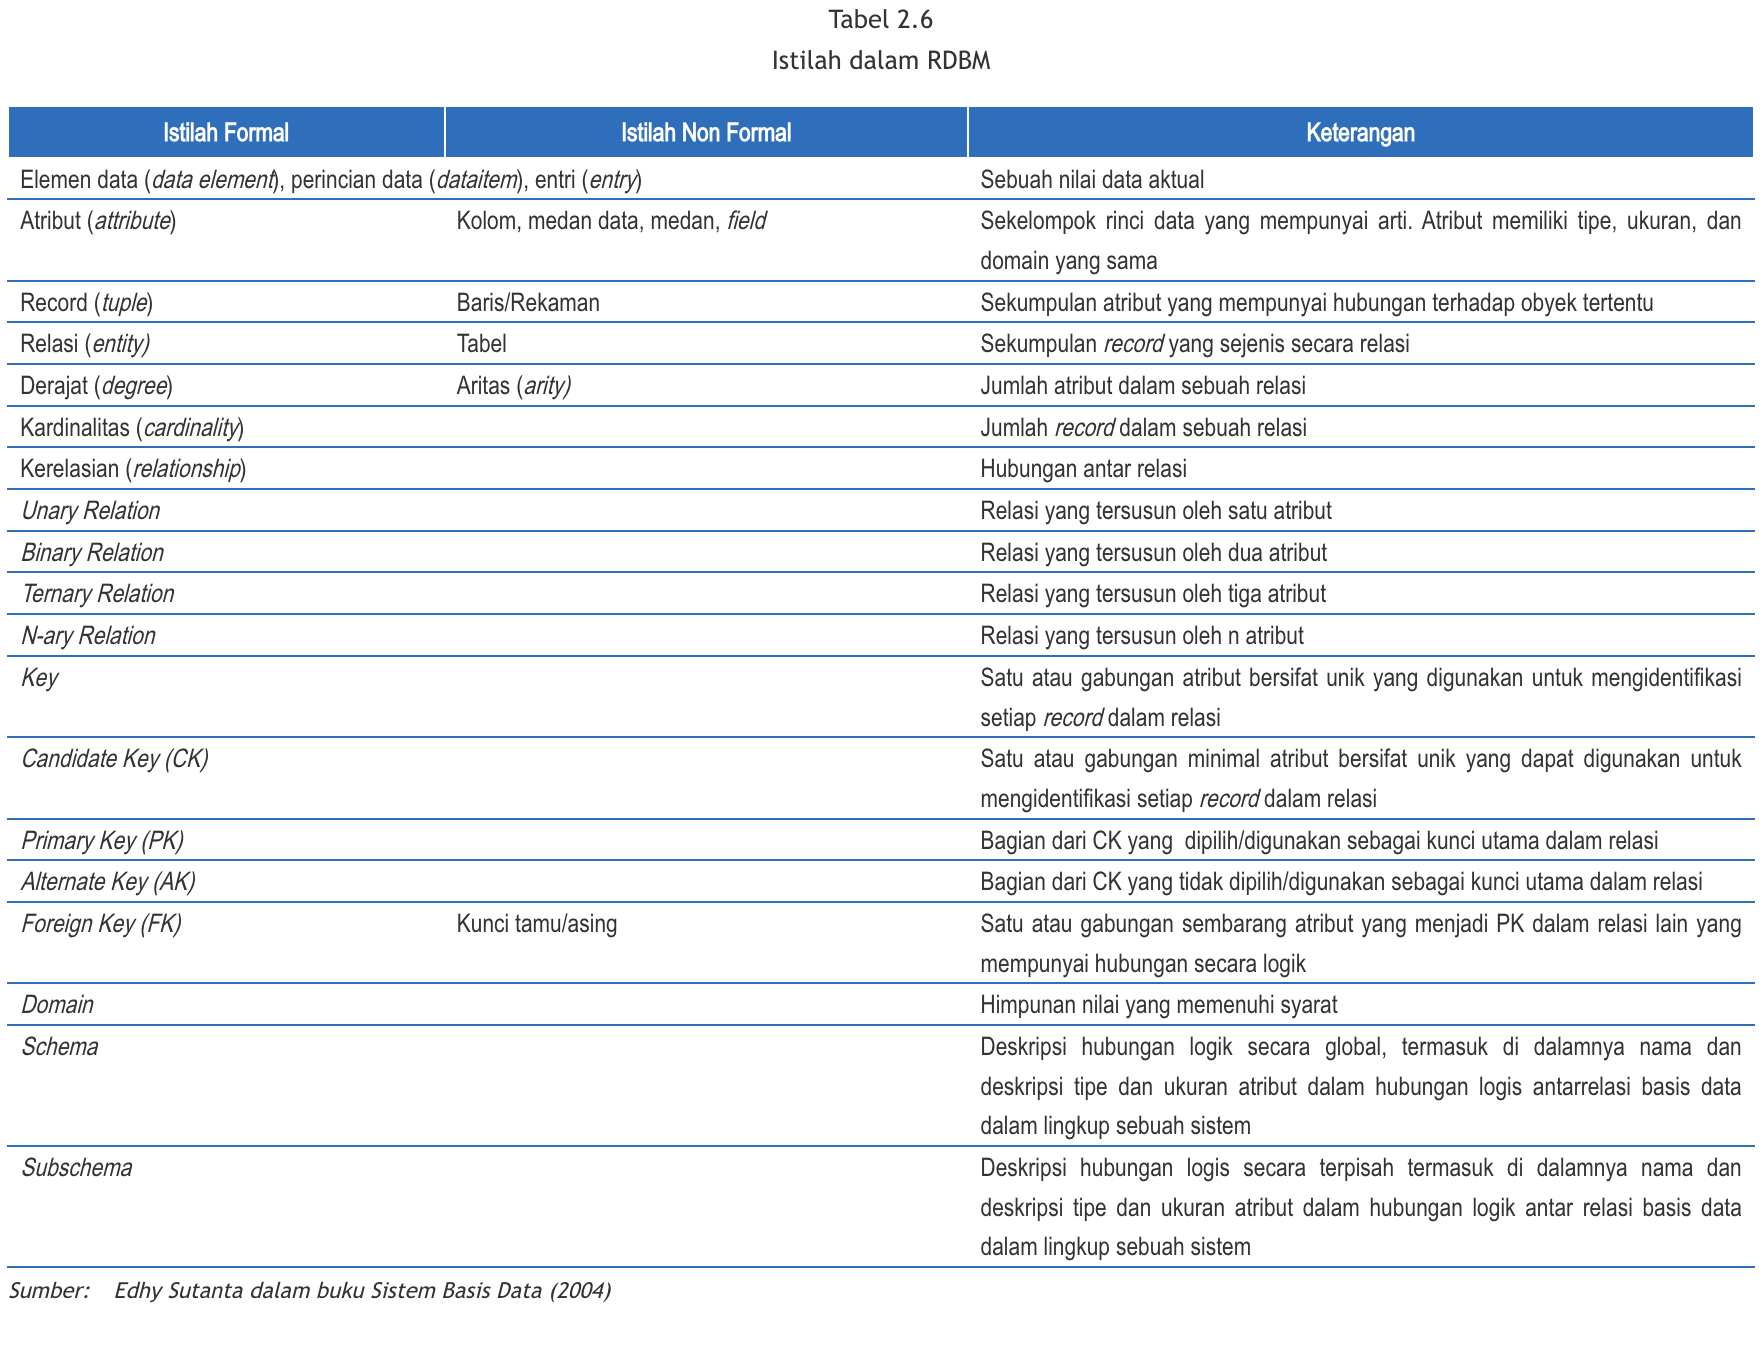 Tabel 2.6
Istilah dalam RDBM
Istilah Formal Istilah Non Formal Keterangan
Elemen data (data element), perincian data (dataitem), entri (entry) Sebuah nilai data aktual
Atribut (attribute) Kolom, medan data, medan, field Sekelompok rinci data yang mempunyai arti. Atribut memiliki tipe, ukuran, dan
domain yang sama
Record (tuple) Baris/Rekaman Sekumpulan atribut yang mempunyai hubungan terhadap obyek tertentu
Relasi (entity) Tabel Sekumpulan record yang sejenis secara relasi
Derajat (degree) Aritas (arity) Jumlah atribut dalam sebuah relasi
Kardinalitas (cardinality) Jumlah record dalam sebuah relasi
Kerelasian (relationship) Hubungan antar relasi
Unary Relation Relasi yang tersusun oleh satu atribut
Binary Relation Relasi yang tersusun oleh dua atribut
Ternary Relation Relasi yang tersusun oleh tiga atribut
N-ary Relation Relasi yang tersusun oleh n atribut
Key Satu atau gabungan atribut bersifat unik yang digunakan untuk mengidentifikasi
setiap record dalam relasi
Candidate Key (CK) Satu atau gabungan minimal atribut bersifat unik yang dapat digunakan untuk
mengidentifikasi setiap record dalam relasi
Primary Key (PK) Bagian dari CK yang dipilih/digunakan sebagai kunci utama dalam relasi
Alternate Key (AK) Bagian dari CK yang tidak dipilih/digunakan sebagai kunci utama dalam relasi
Foreign Key (FK) Kunci tamu/asing Satu atau gabungan sembarang atribut yang menjadi PK dalam relasi lain yang
mempunyai hubungan secara logik
Domain Himpunan nilai yang memenuhi syarat
Schema Deskripsi hubungan logik secara global, termasuk di dalamnya nama dan
deskripsi tipe dan ukuran atribut dalam hubungan logis antarrelasi basis data
dalam lingkup sebuah sistem
Subschema Deskripsi hubungan logis secara terpisah termasuk di dalamnya nama dan
deskripsi tipe dan ukuran atribut dalam hubungan logik antar relasi basis data
dalam lingkup sebuah sistem
Sumber: Edhy Sutanta dalam buku Sistem Basis Data (2004)